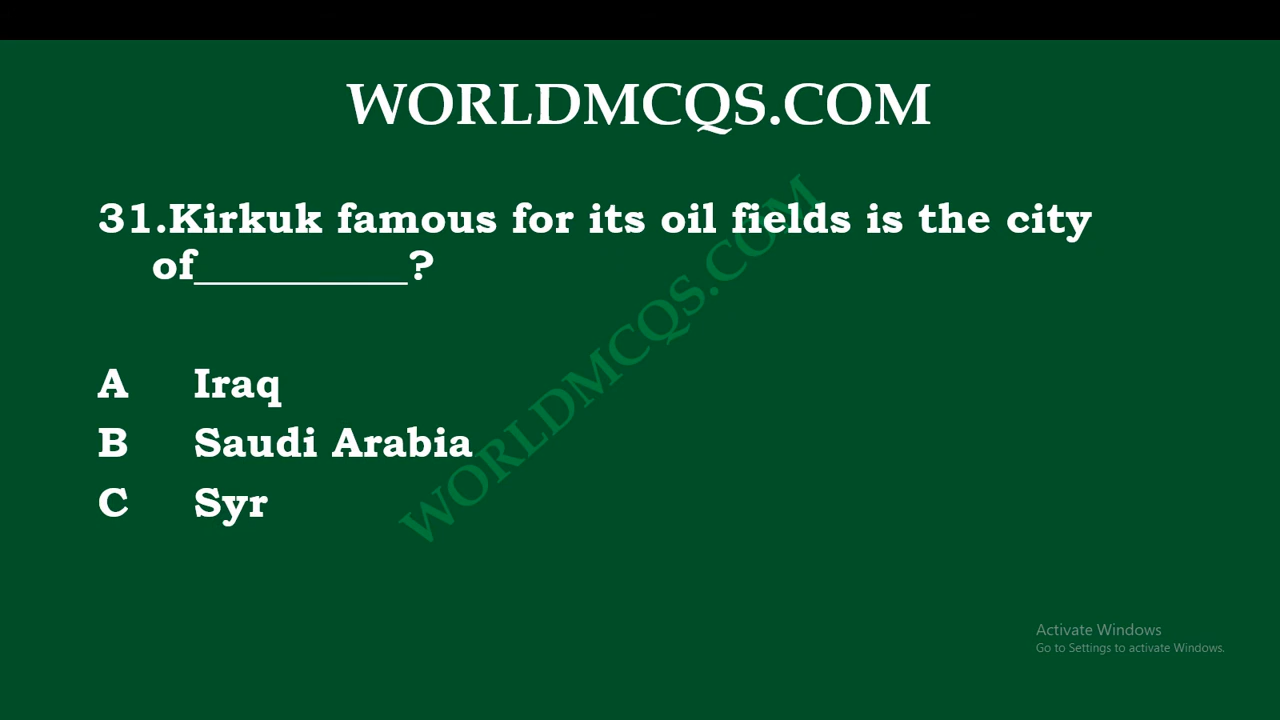 WORLDMCQS.COM
31.Kirkuk famous for its oil fields is the city
of__________?
A Iraq
B Saudi Arabia
C Syr
WORLDMCQS.COM
Activate Windows
Go to Settings to activate Windows.